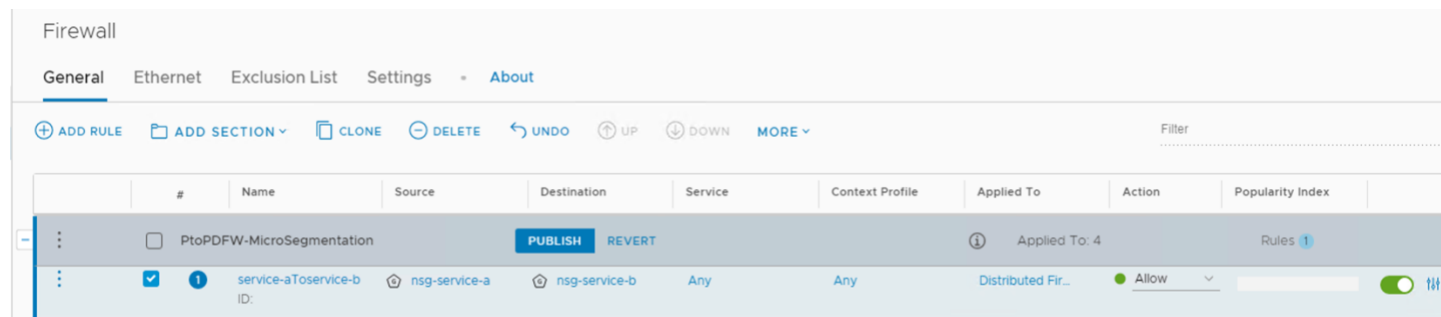 Firewall
General Ethernet Exclusion List Settings • About
ADD RULE ADD SECTION CLONE DELETE UNDO UP DOWN MORE Filter
# Name Source Destination Service Context Profile Applied To Action Popularity Index
PtoPDFW-MicroSegmentation PUBLISH REVERT Applied To: 4 Rules 1
1 service-aToservice-b nsg-service-a nsg-service-b Any Any Distributed Fir... Allow
ID: